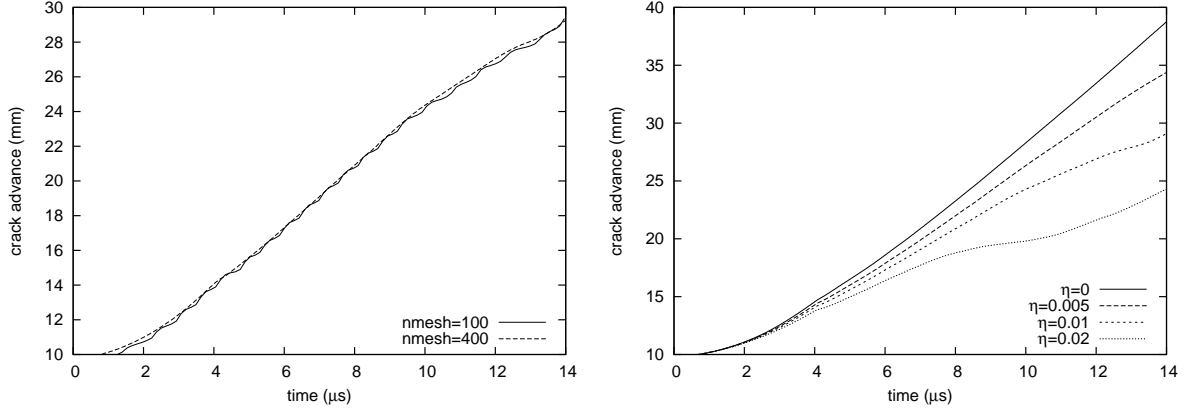 30
28
26
24
22
20
18
16
14
12
10
crack advance (mm)
nmesh=100
nmesh=400
0 2 4 6 8 10 12 14
time (μs)
40
35
30
25
20
15
10
crack advance (mm)
η=0
η=0.005
η=0.01
η=0.02
0 2 4 6 8 10 12 14
time (μs)